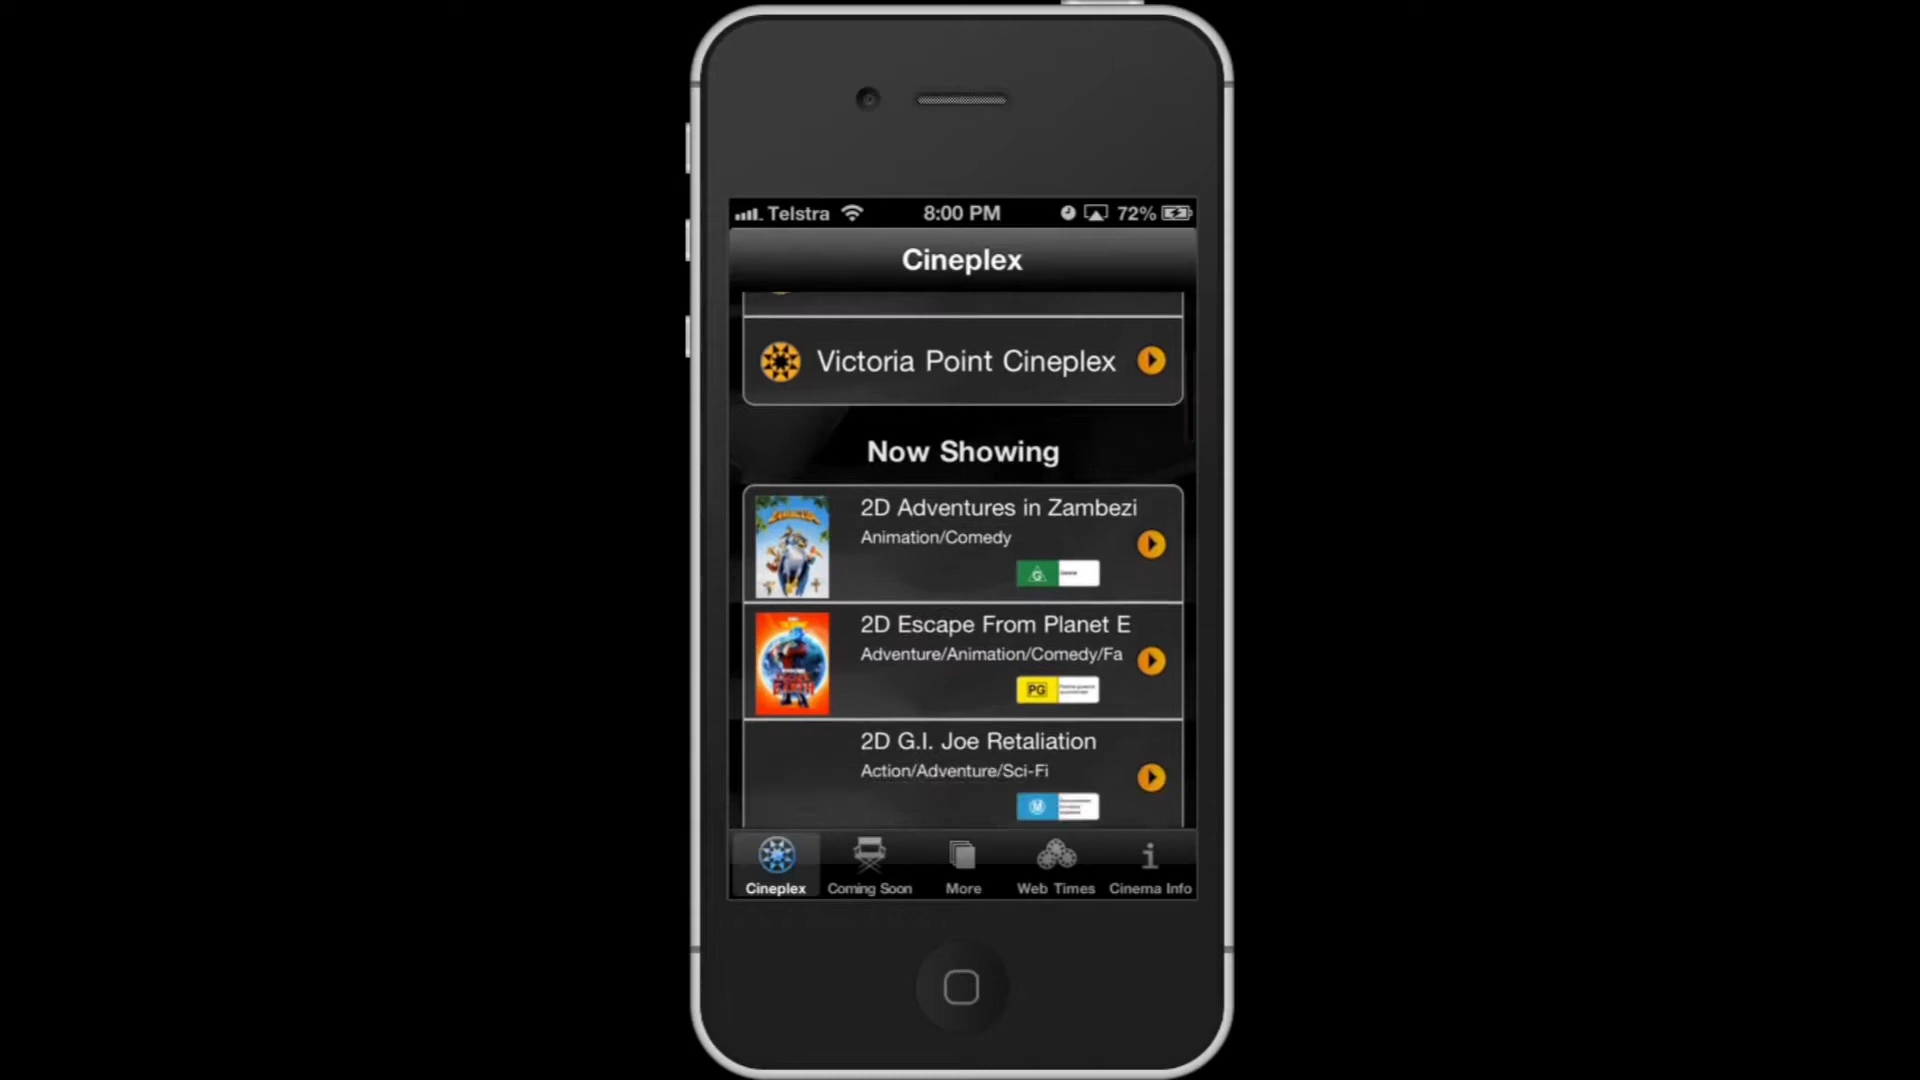 Telstra 8:00 PM 72%
Cineplex
Victoria Point Cineplex
Now Showing
2D Adventures in Zambezi
Animation/Comedy
G
2D Escape From Planet E
Adventure/Animation/Comedy/Fa
PG
2D G.I. Joe Retaliation
Action/Adventure/Sci-Fi
M
Cineplex Coming Soon More Web Times Cinema Info